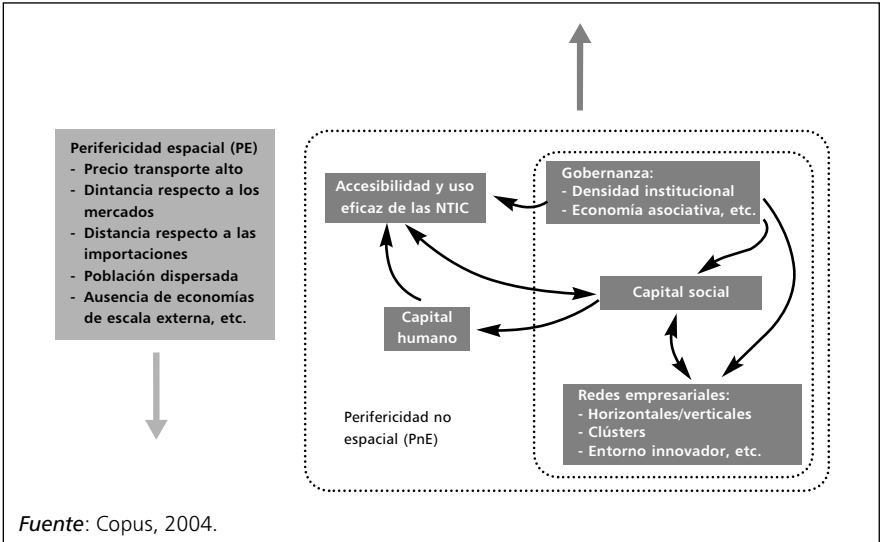 Periferi​cidad espacial (PE)
- Precio transporte alto
- Dintancia respecto a los
mercados
- Distancia respecto a las
importaciones
- Población dispersada
- Ausencia de economías
de escala externa, etc.
Accesibilidad y uso
eficaz de las NTIC
Gobernanza:
- Densidad institucional
- Economía asociativa, etc.
Capital social
Capital
humano
Redes empresariales:
- Horizontales/verticales
- Clústers
- Entorno innovador, etc.
Perifericidad no
espacial (PnE)
Fuente: Copus, 2004.